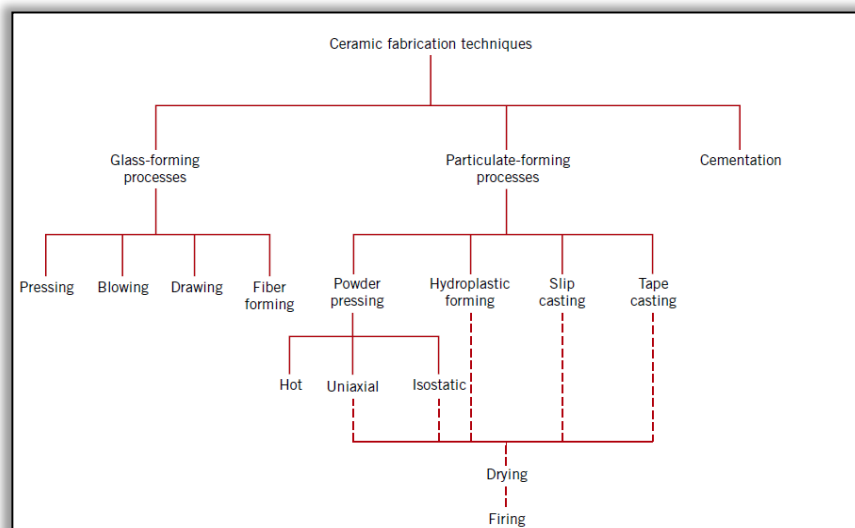 Ceramic fabrication techniques
Glass-forming
processes
Particulate-forming
processes
Cementation
Pressing
Blowing
Drawing
Fiber
forming
Powder
pressing
Hydroplastic
forming
Slip
casting
Tape
casting
Hot
Uniaxial
Isostatic
Drying
Firing